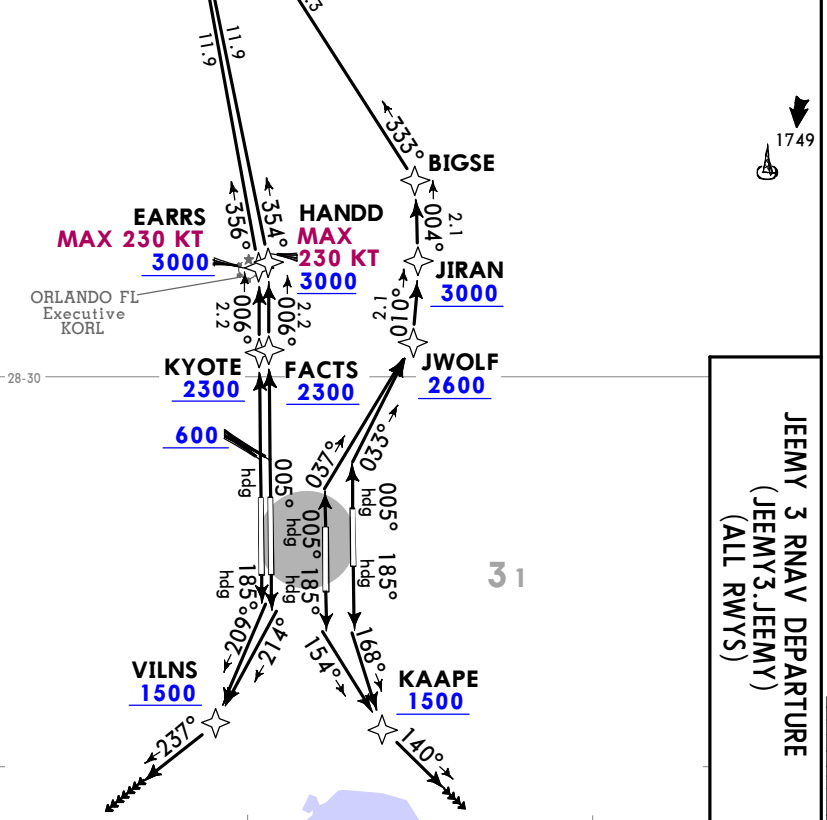 11.9
11.9
.3
1749
←333°
BIGSE
←356°
←354°
EARRS
MAX 230 KT
3000
HANDD
MAX
230 KT
3000
←004°
2.1
ORLANDO FL
Executive
KORL
JIRAN
3000
←006°
2.2
←006°
2.2
←010°
2.1
KYOTE
2300
FACTS
2300
JWOLF
2600
28-30
600
037°→
033°→
005°
hdg
005°
hdg
005°
hdg
31
185°
hdg
185°
hdg
185°
hdg
←209°
←214°
154°→
168°→
VILNS
1500
KAAPE
1500
←237°
140°→
JEEMY 3 RNAV DEPARTURE
(JEEMY3.JEEMY)
(ALL RWYS)